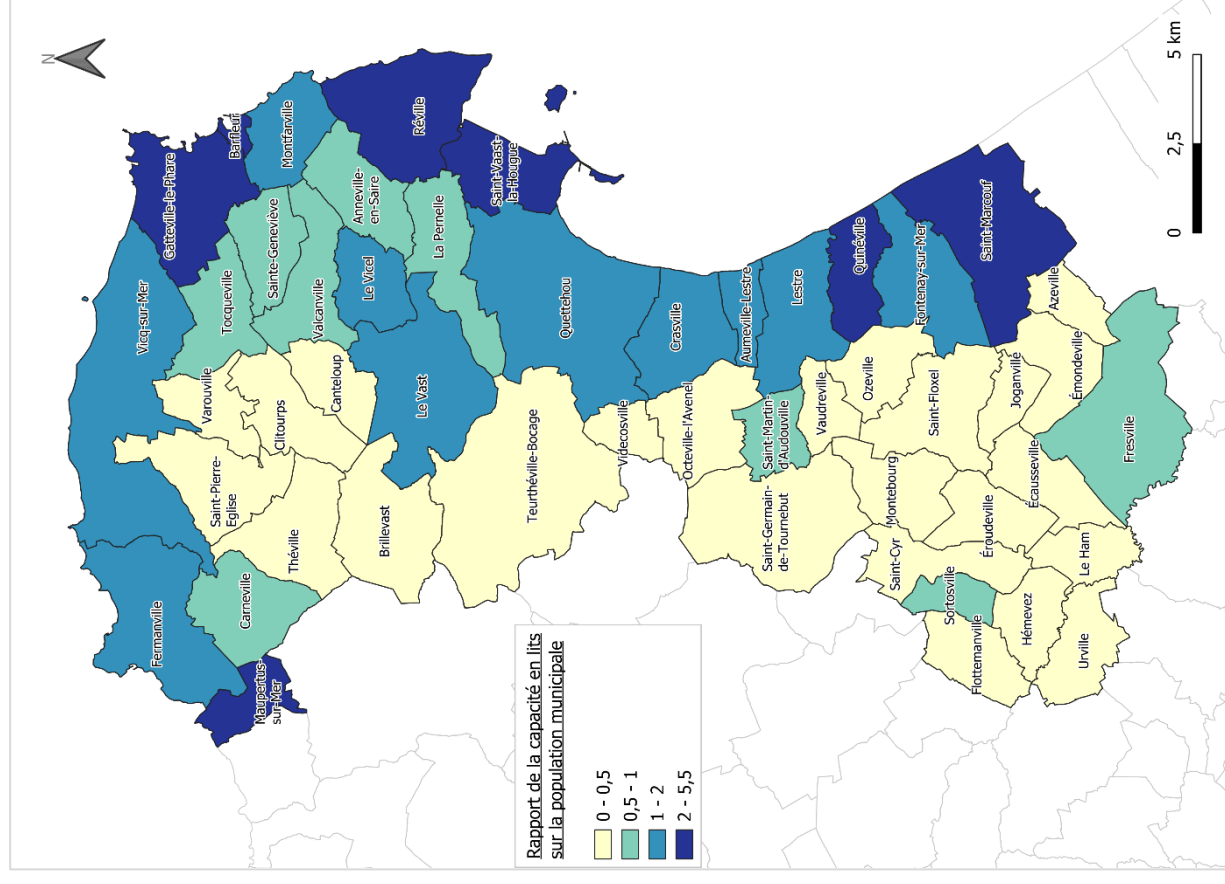 N
Maupertus-
sur-Mer
Fermanville
Carneville
Vicq-sur-Mer
Saint-Pierre-
Eglise
Théville
Brillevast
Varouville
Clitourps
Canteloup
Le Vast
Tocqueville
Sainte-Geneviève
Valcanville
Le Vicel
Gatteville-le-Phare
Barfleur
Montfarville
Anneville-
en-Saire
La Pernelle
Réville
Saint-Vaast-
la-Hougue
Teurthéville-Bocage
Quettehou
Videcosville
Octeville-l'Avenel
Crasville
Aumeville-Lestre
Lestre
Saint-Martin-
d'Audouville
Vaudreville
Saint-Germain-
de-Tournebut
Quinéville
Ozeville
Fontenay-sur-Mer
Saint-Floxel
Montebourg
Saint-Cyr
Saint-Marcouf
Joganville
Écausseville
Éroudeville
Sortosville
Flottemanville
Azeville
Émondeville
Le Ham
Hémevez
Urville
Fresville
Rapport de la capacité en lits
sur la population municipale
0 - 0,5
0,5 - 1
1 - 2
2 - 5,5
0
2,5
5 km